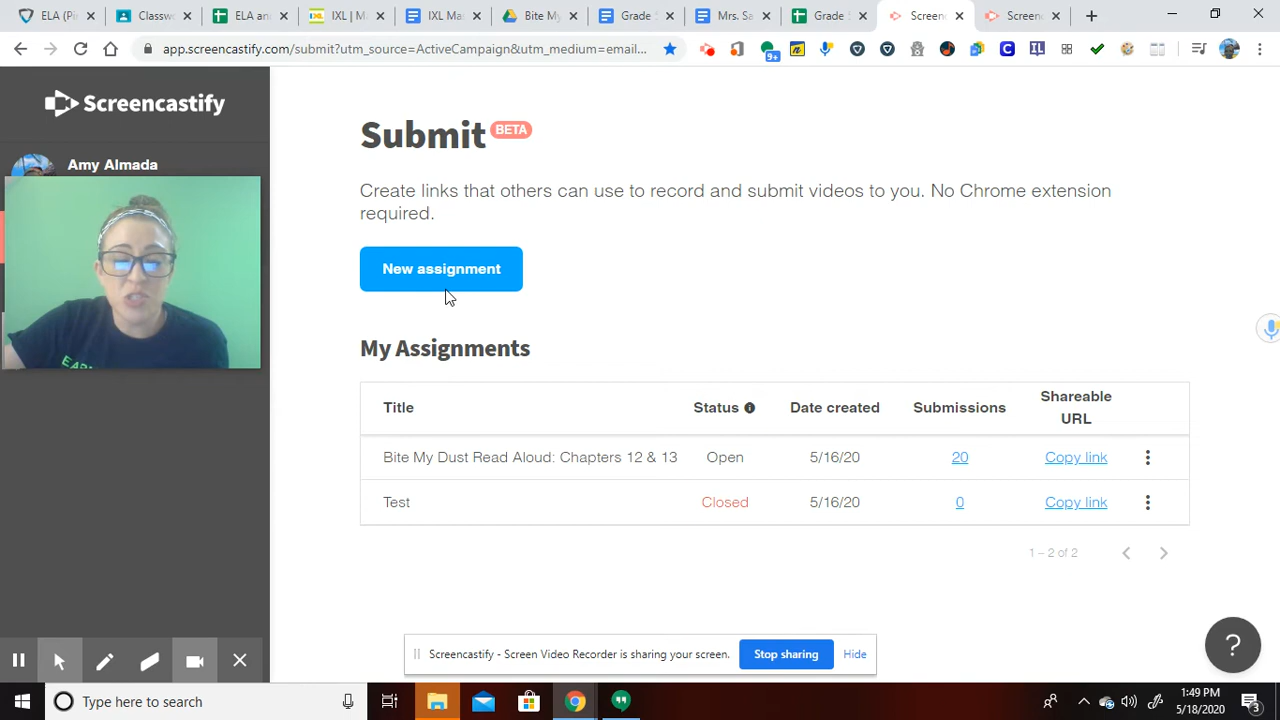 ELA (Pi
Classw
ELA an
IXL | M
IXL Ma
Bite My
Grade
Mrs. Sa
Grade
Screen
Screen
app.screencastify.com/submit?utm_source=ActiveCampaign&utm_medium=email...
9+
Screencastify
Amy Almada
Submit BETA
Create links that others can use to record and submit videos to you. No Chrome extension
required.
New assignment
My Assignments
Title Status Date created Submissions Shareable URL
Bite My Dust Read Aloud: Chapters 12 & 13 Open 5/16/20 20 Copy link
Test Closed 5/16/20 0 Copy link
1 – 2 of 2
Screencastify - Screen Video Recorder is sharing your screen. Stop sharing Hide
?
Type here to search
1:49 PM
5/18/2020
3